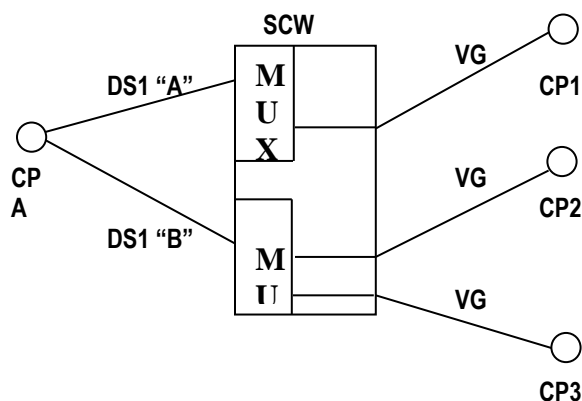 SCW
VG
CP1
DS1 “A”
M
U
X
CP
A
VG
CP2
DS1 “B”
M
U
VG
CP3